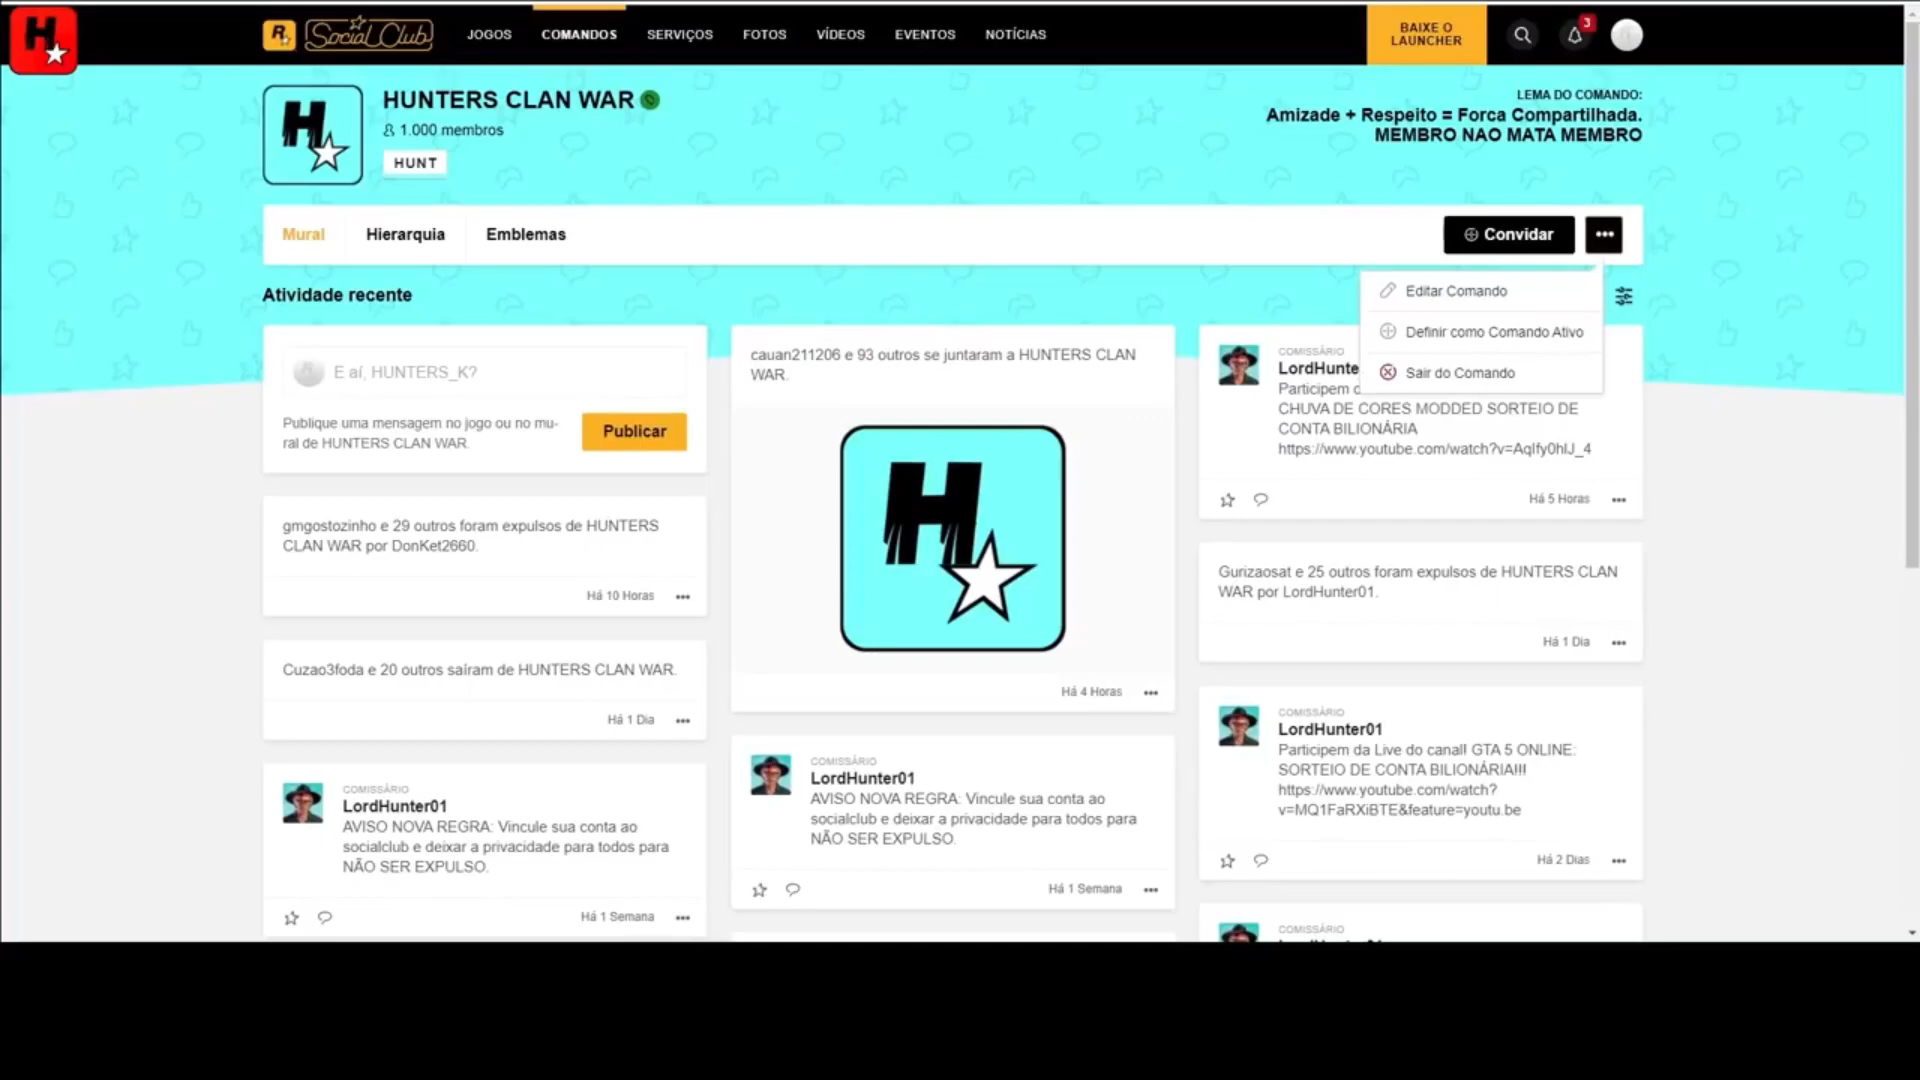 H
R
Social Club
JOGOS
COMANDOS
SERVIÇOS
FOTOS
VÍDEOS
EVENTOS
NOTÍCIAS
BAIXE O
LAUNCHER
3
H
HUNTERS CLAN WAR
1.000 membros
HUNT
LEMA DO COMANDO:
Amizade + Respeito = Forca Compartilhada.
MEMBRO NAO MATA MEMBRO
Mural
Hierarquia
Emblemas
Convidar
Editar Comando
Definir como Comando Ativo
Sair do Comando
Atividade recente
E aí, HUNTERS_K?
Publique uma mensagem no jogo ou no mu-
ral de HUNTERS CLAN WAR.
Publicar
gmgostozinho e 29 outros foram expulsos de HUNTERS
CLAN WAR por DonKet2660.
Há 10 Horas
Cuzao3foda e 20 outros saíram de HUNTERS CLAN WAR.
Há 1 Dia
COMISSÁRIO
LordHunter01
AVISO NOVA REGRA: Vincule sua conta ao
socialclub e deixar a privacidade para todos para
NÃO SER EXPULSO.
Há 1 Semana
cauan211206 e 93 outros se juntaram a HUNTERS CLAN
WAR.
H
Há 4 Horas
COMISSÁRIO
LordHunter01
AVISO NOVA REGRA: Vincule sua conta ao
socialclub e deixar a privacidade para todos para
NÃO SER EXPULSO.
Há 1 Semana
COMISSÁRIO
LordHunte
Participem
CHUVA DE CORES MODDED SORTEIO DE
CONTA BILIONÁRIA
https://www.youtube.com/watch?v=AqIfy0hIJ_4
Há 5 Horas
Gurizaosat e 25 outros foram expulsos de HUNTERS CLAN
WAR por LordHunter01.
Há 1 Dia
COMISSÁRIO
LordHunter01
Participem da Live do canal! GTA 5 ONLINE:
SORTEIO DE CONTA BILIONÁRIA!!!
https://www.youtube.com/watch?
v=MQ1FaRXiBTE&feature=youtu.be
Há 2 Dias
COMISSÁRIO